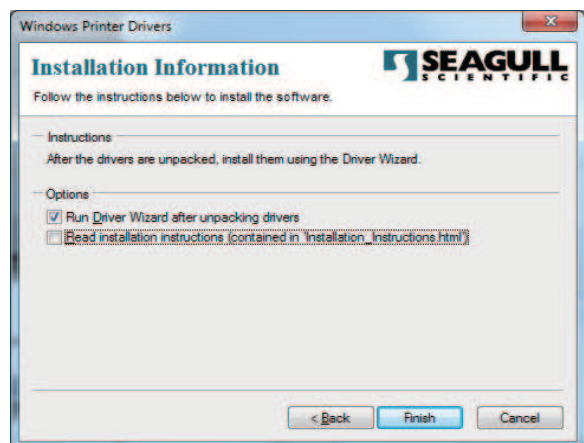 Windows Printer Drivers
Installation Information
SEAGULL
SCIENTIFIC
Follow the instructions below to install the software.
Instructions
After the drivers are unpacked, install them using the Driver Wizard.
Options
Run Driver Wizard after unpacking drivers
Read installation instructions (contained in 'Installation_Instructions.html')
< Back
Finish
Cancel